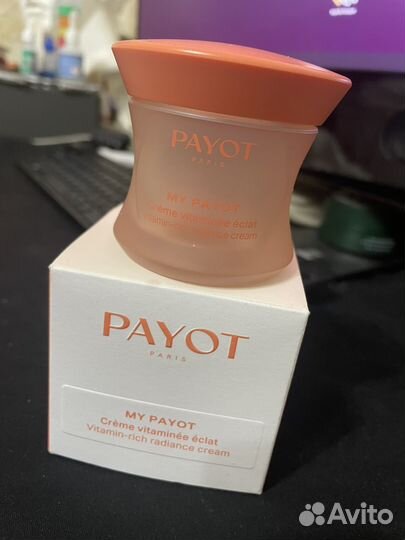 PAYOT
PARIS
MY PAYOT
Crème vitaminée éclat
Vitamin-rich radiance cream
PAYOT
PARIS
MY PAYOT
Crème vitaminée éclat
Vitamin-rich radiance cream
Avito